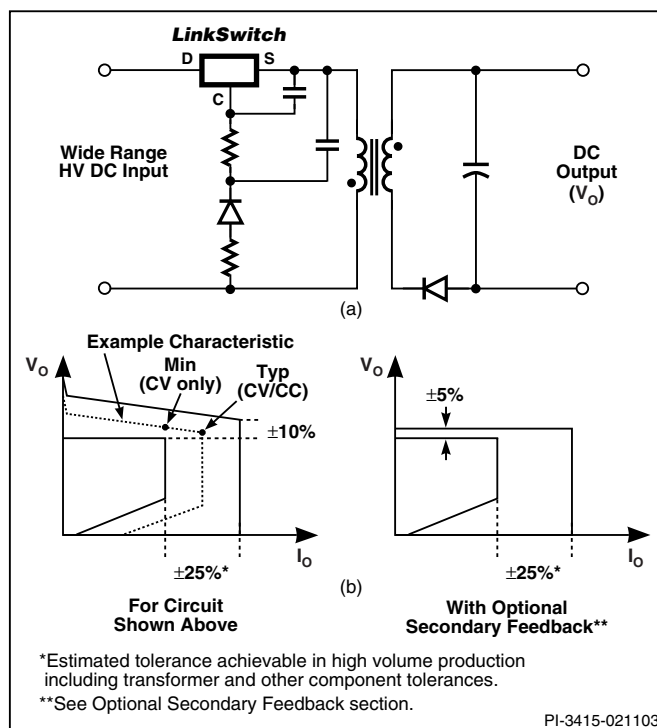 LinkSwitch
D S
C
Wide Range
HV DC Input
DC
Output
(VO)
(a)
Example Characteristic
VO
Min
(CV only)
Typ
(CV/CC)
±10%
IO
±25%*
For Circuit
Shown Above
VO
±5%
IO
±25%*
(b)
With Optional
Secondary Feedback**
*Estimated tolerance achievable in high volume production
including transformer and other component tolerances.
**See Optional Secondary Feedback section.
PI-3415-021103